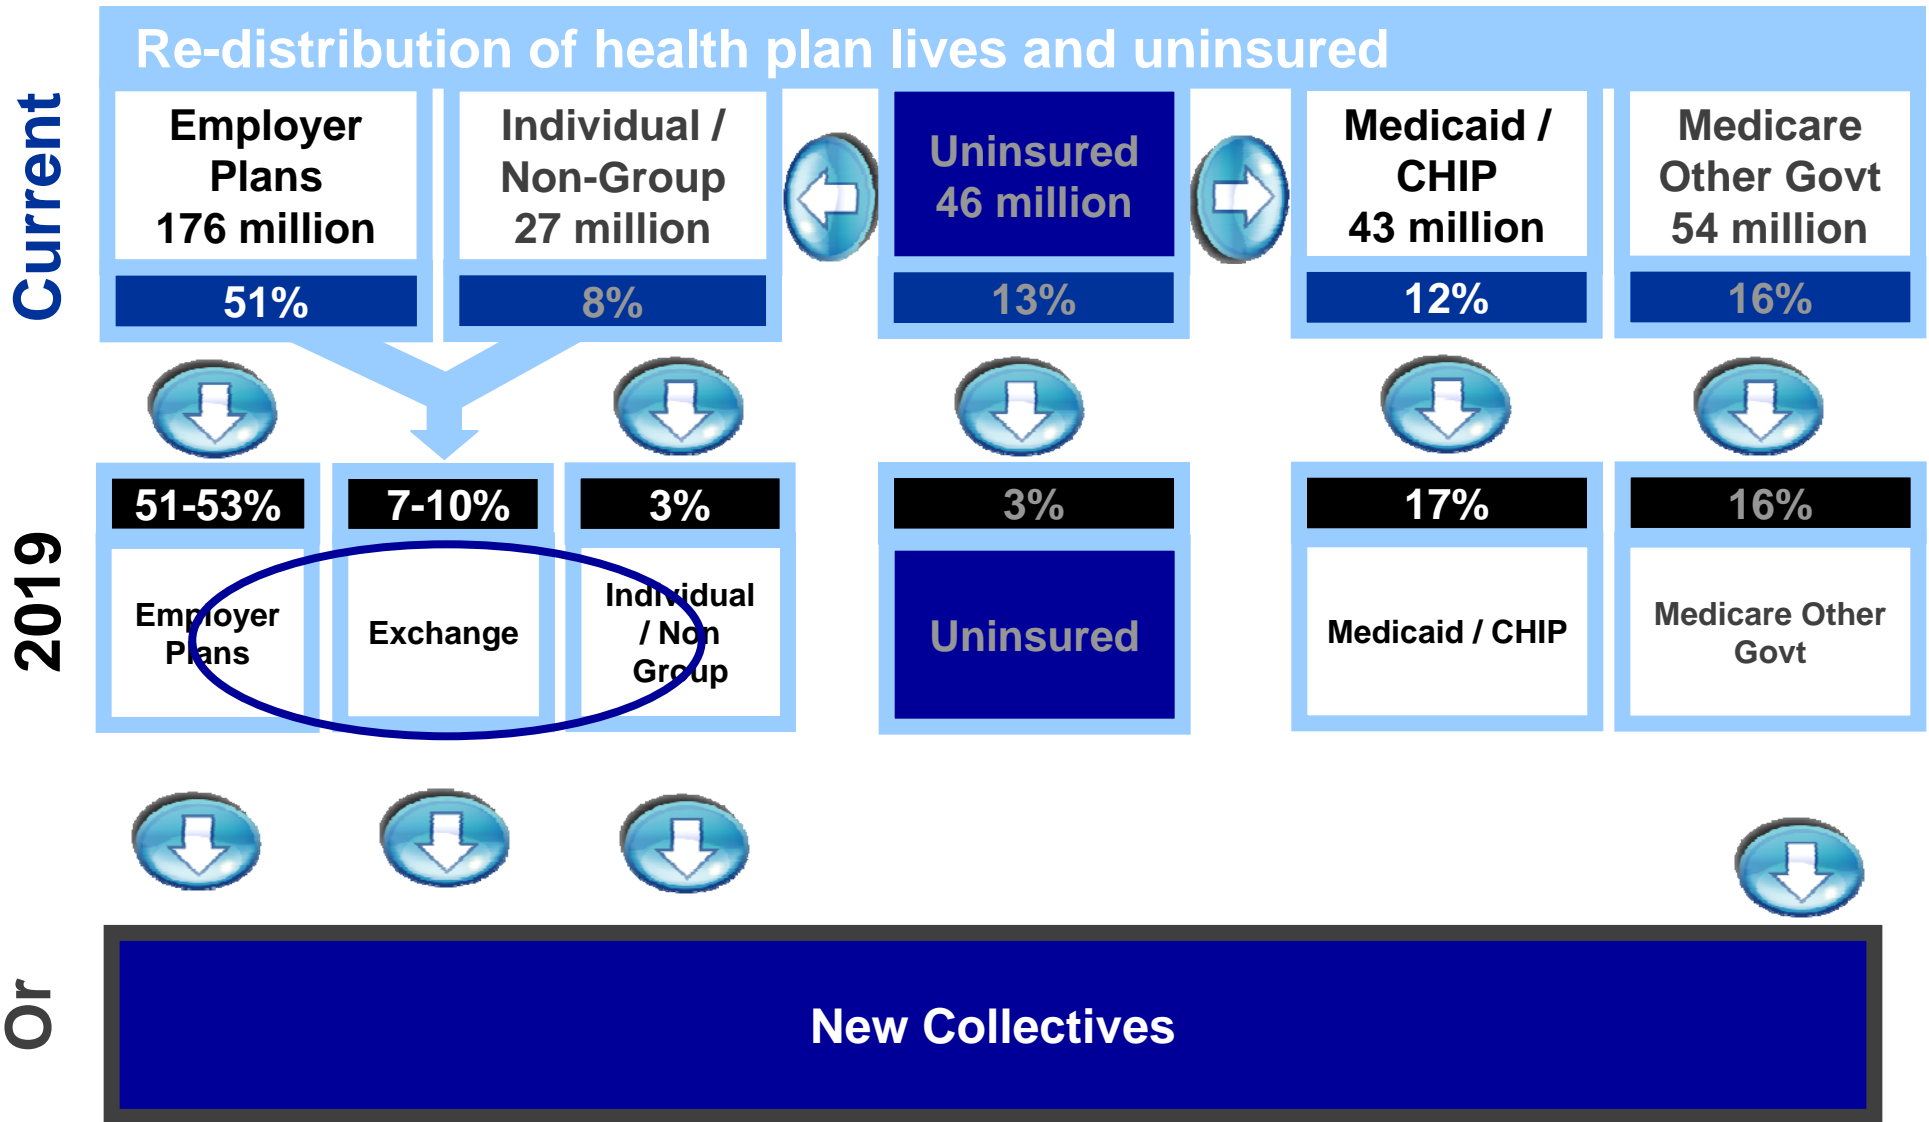 Re-distribution of health plan lives and uninsured
Current
Employer
Plans
176 million
51%
Individual /
Non-Group
27 million
8%
Uninsured
46 million
13%
Medicaid /
CHIP
43 million
12%
Medicare
Other Govt
54 million
16%
2019
51-53%
Employer
Plans
7-10%
Exchange
3%
Individual
/ Non
Group
3%
Uninsured
17%
Medicaid / CHIP
16%
Medicare Other
Govt
Or
New Collectives